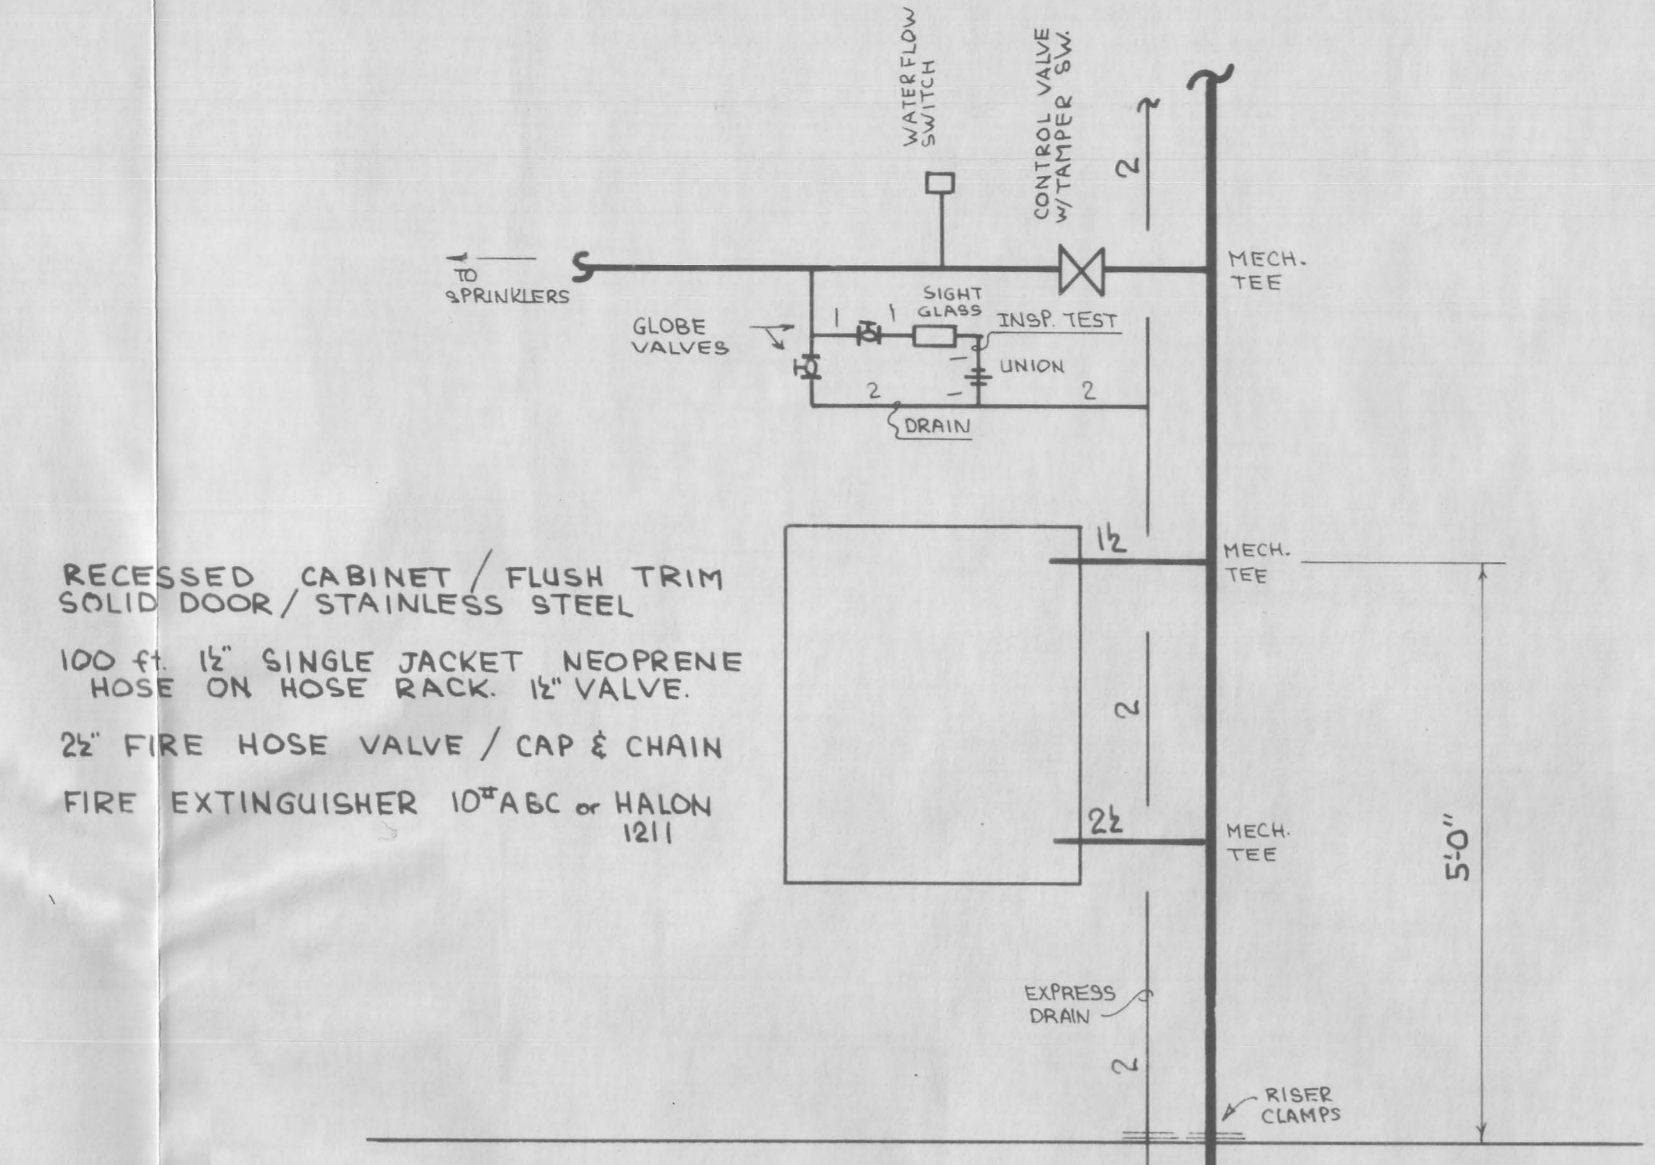 WATERFLOW
SWITCH
CONTROL VALVE
W/TAMPER SW.
2
TO
SPRINKLERS
MECH.
TEE
GLOBE
VALVES
1
1
SIGHT
GLASS
INSP. TEST
1
UNION
1
2
2
DRAIN
1½
MECH.
TEE
RECESSED CABINET / FLUSH TRIM
SOLID DOOR / STAINLESS STEEL
100 ft. 1½" SINGLE JACKET NEOPRENE
HOSE ON HOSE RACK. 1½" VALVE.
2½" FIRE HOSE VALVE / CAP & CHAIN
FIRE EXTINGUISHER 10# ABC or HALON
1211
2
2½
MECH.
TEE
5'-0"
EXPRESS
DRAIN
2
RISER
CLAMPS